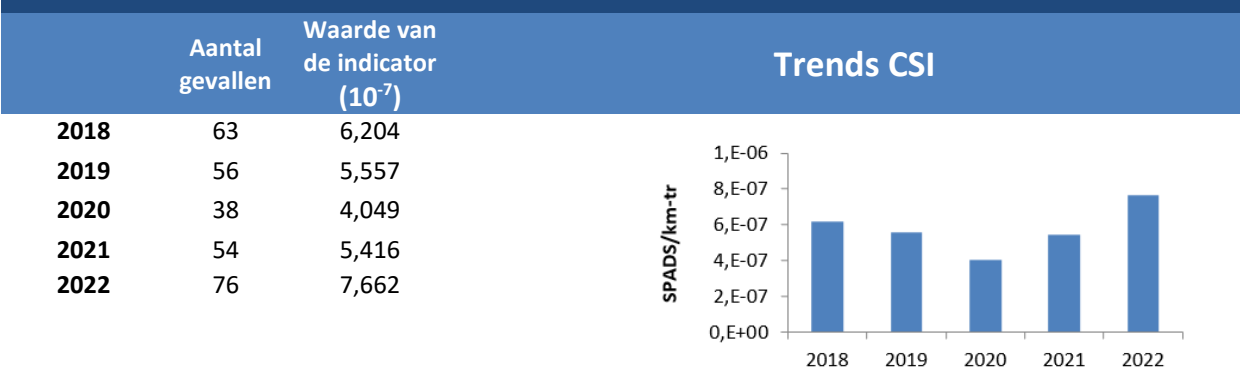 Aantal gevallen
Waarde van de indicator (10⁻⁷)
Trends CSI
2018 63 6,204
2019 56 5,557
2020 38 4,049
2021 54 5,416
2022 76 7,662
SPADS/km-tr
1,E-06
8,E-07
6,E-07
4,E-07
2,E-07
0,E+00
2018 2019 2020 2021 2022